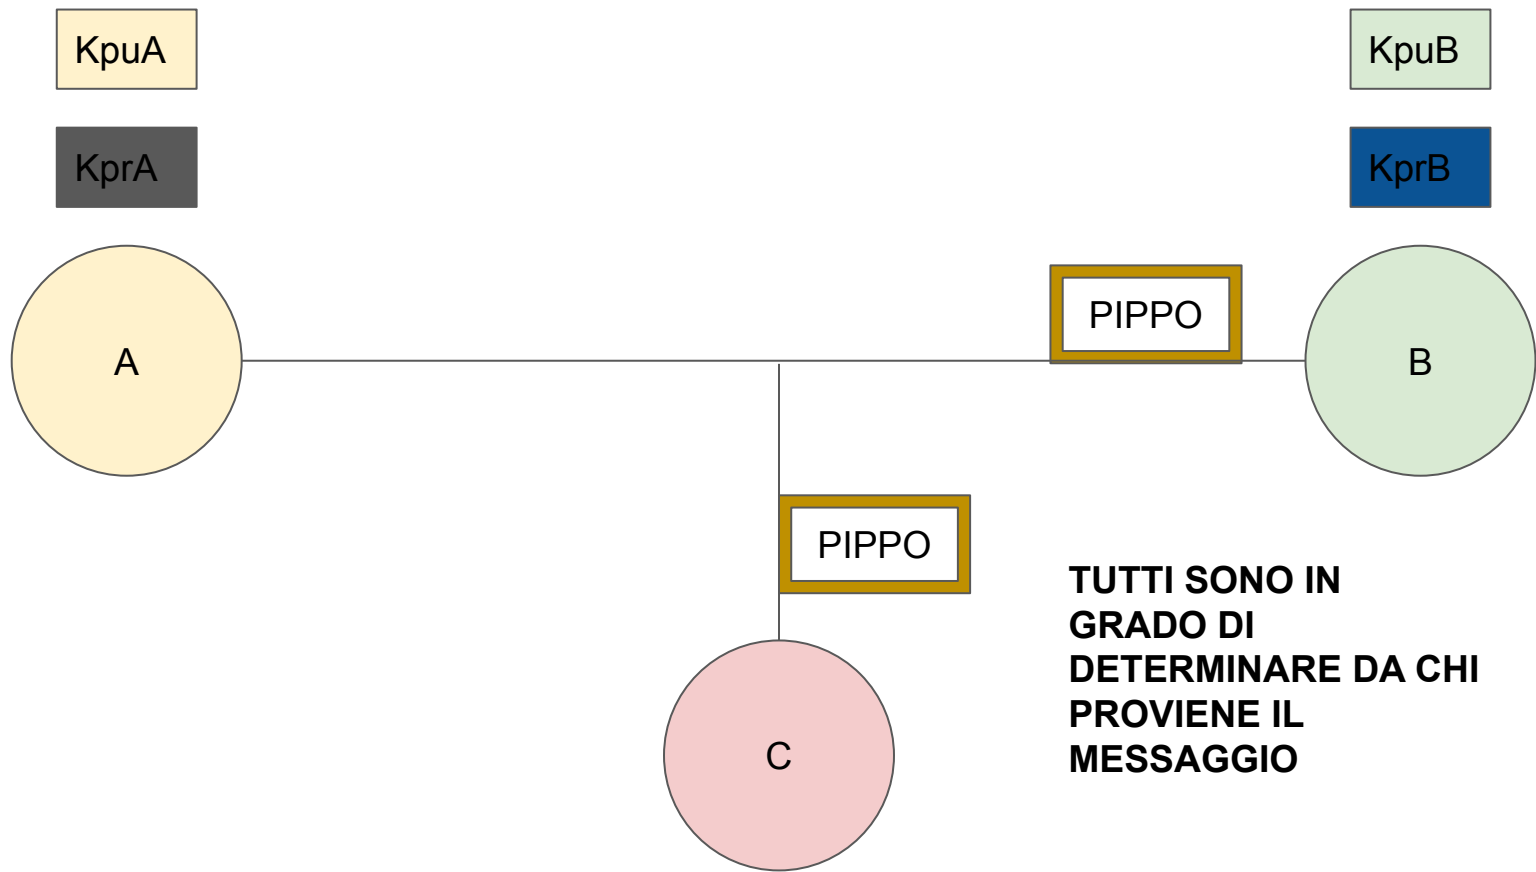 KpuA
KpuB
KprA
KprB
PIPPO
A
B
PIPPO
TUTTI SONO IN
GRADO DI
DETERMINARE DA CHI
PROVIENE IL
MESSAGGIO
C